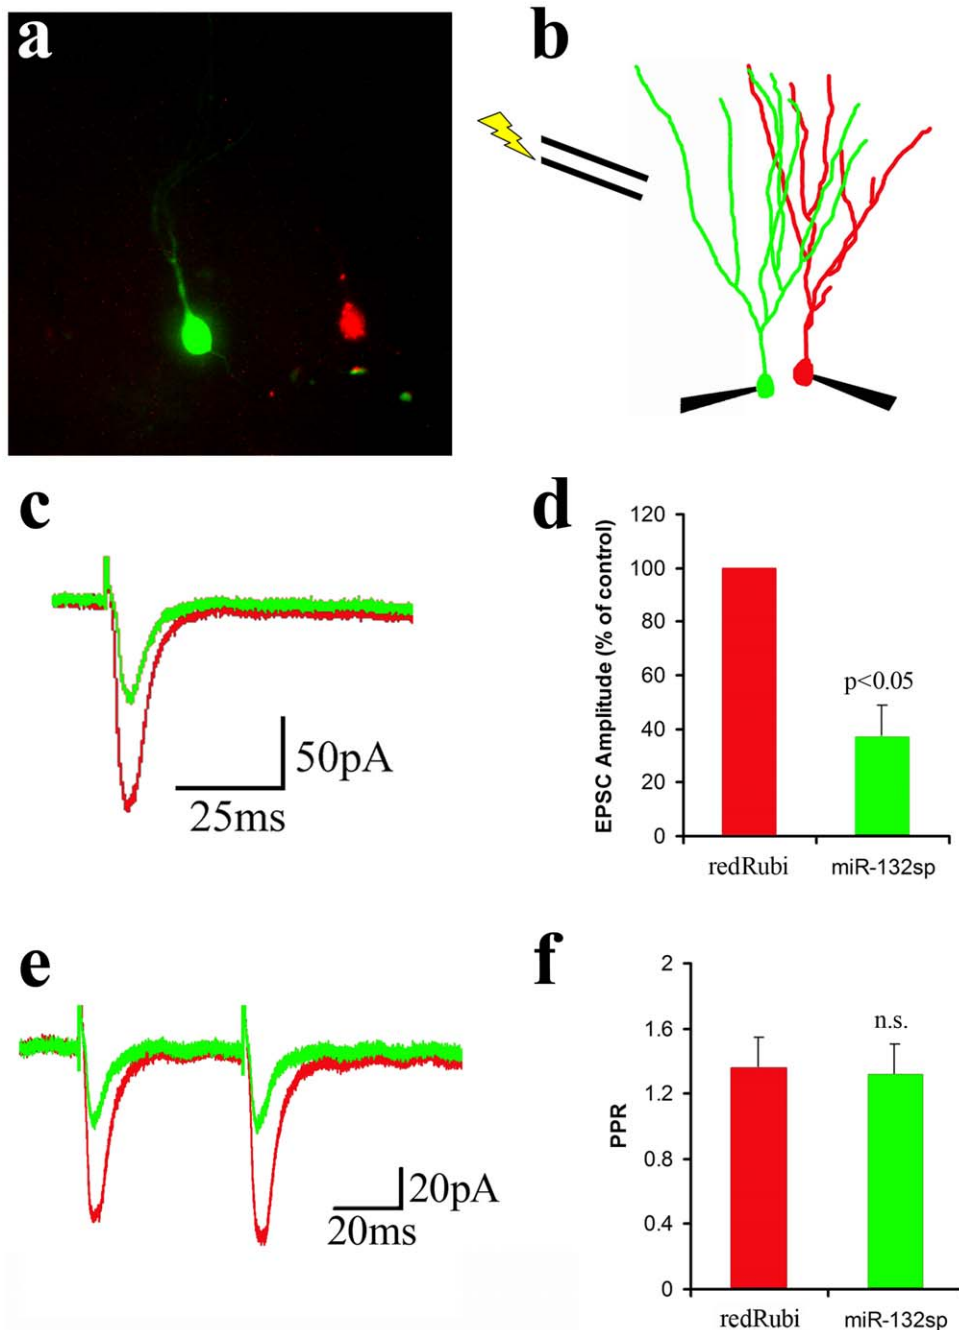 a
b
c
50pA
25ms
d
EPSC Amplitude (% of control)
120
100
80
60
40
20
0
p<0.05
redRubi
miR-132sp
e
20pA
20ms
f
PPR
2
1.6
1.2
0.8
0.4
0
n.s.
redRubi
miR-132sp